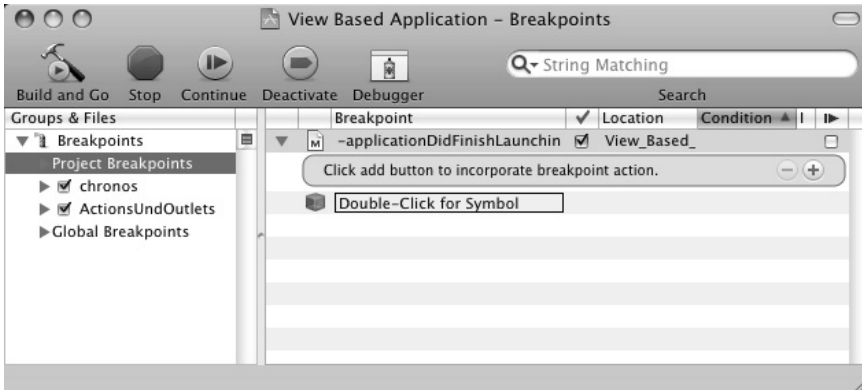 View Based Application – Breakpoints
Build and Go Stop Continue Deactivate Debugger
String Matching
Search
Groups & Files
Breakpoints
Project Breakpoints
chronos
ActionsUndOutlets
Global Breakpoints
Breakpoint Location Condition I
M -applicationDidFinishLaunchin View_Based_
Click add button to incorporate breakpoint action.
Double-Click for Symbol